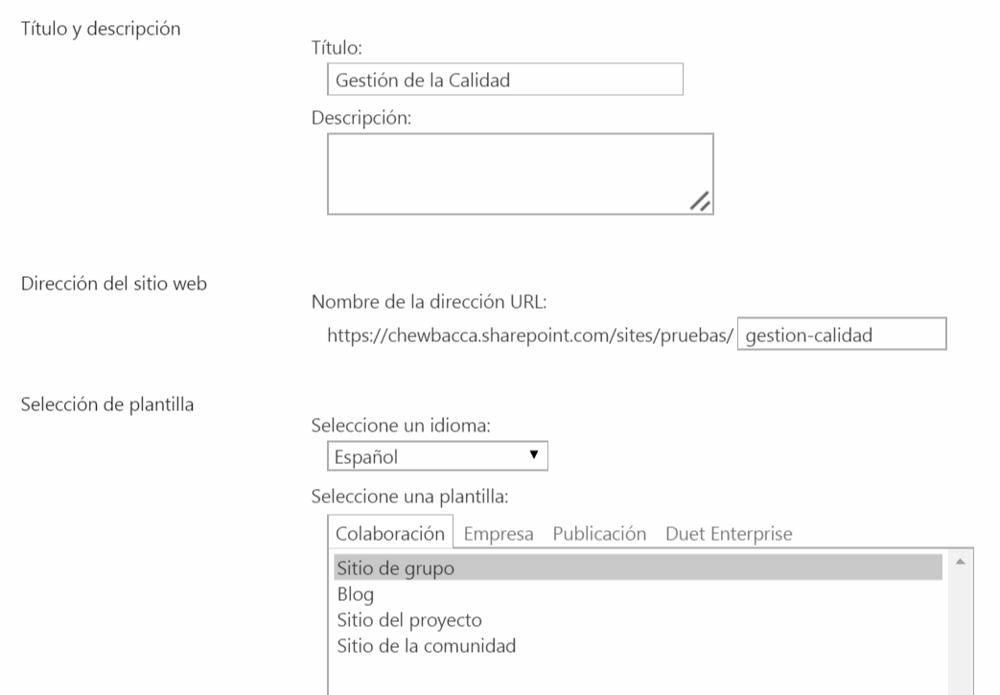 Título y descripción
Título:
Gestión de la Calidad
Descripción:
Dirección del sitio web
Nombre de la dirección URL:
https://chewbacca.sharepoint.com/sites/pruebas/ gestion-calidad
Selección de plantilla
Seleccione un idioma:
Español
Seleccione una plantilla:
Colaboración Empresa Publicación Duet Enterprise
Sitio de grupo
Blog
Sitio del proyecto
Sitio de la comunidad